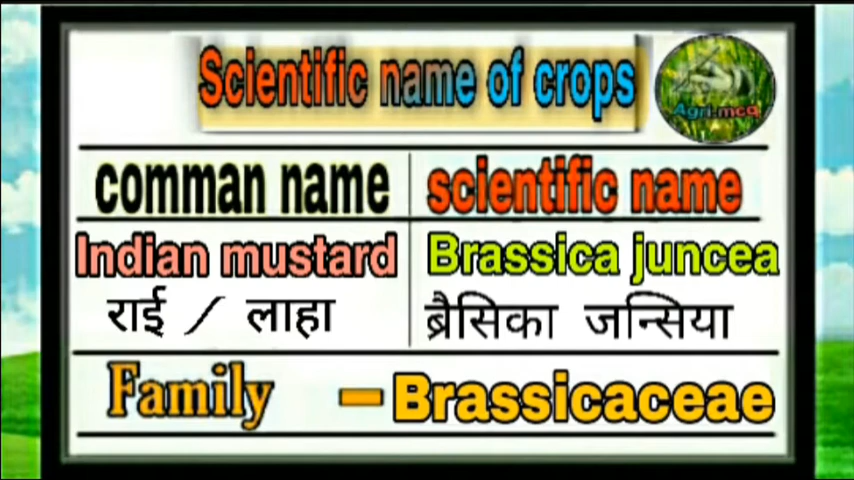 Scientific name of crops
Agri.mcq
comman name scientific name
Indian mustard Brassica juncea
राई / लाहा ब्रैसिका जन्सिया
Family - Brassicaceae